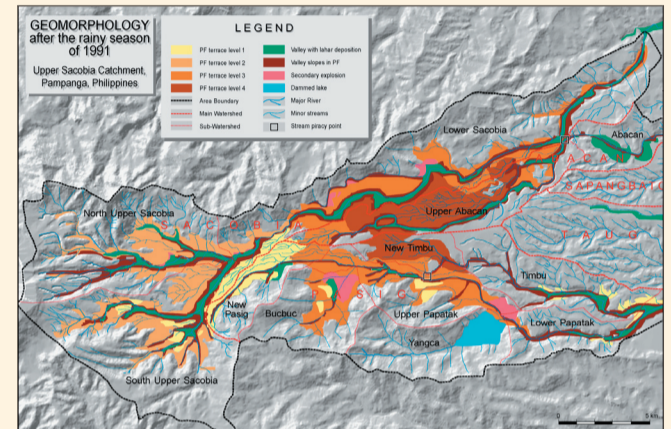 GEOMORPHOLOGY
after the rainy season
of 1991
Upper Sacobia Catchment,
Pampanga, Philippines
LEGEND
PF terrace level 1
PF terrace level 2
PF terrace level 3
PF terrace level 4
Area Boundary
Main Watershed
Sub-Watershed
Valley with lahar deposition
Valley slopes in PF
Secondary explosion
Dammed lake
Major River
Minor streams
Stream piracy point
Lower Sacobia
Abacan
North Upper Sacobia
SACOBIA
Upper Abacan
TAUG
New Timbu
Timbu
New
Pasig
Bucbuc
Upper Papatak
Lower Papatak
Yangca
South Upper Sacobia
0
5 km